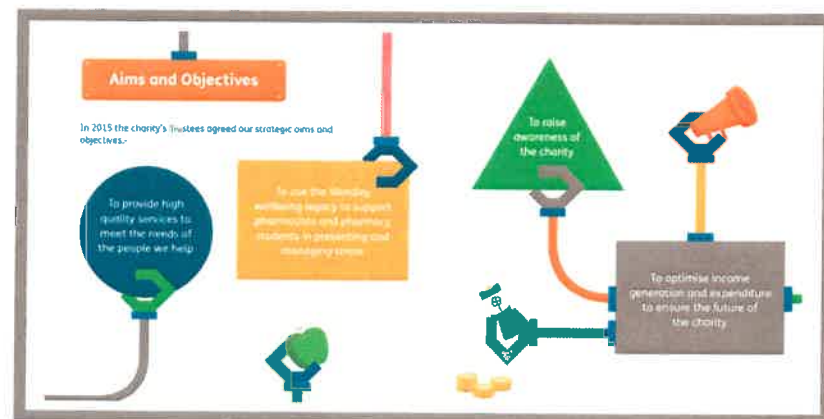 Aims and Objectives
In 2015 the charity's Trustees agreed our strategic aims and
objectives:-
To provide high
quality services to
meet the needs of
the people we help
To use the
wellbeing legacy to support
pharmacists and pharmacy
students in preventing and
managing stress
To raise
awareness of
the charity
To optimise income
generation and expenditure
to ensure the future of
the charity